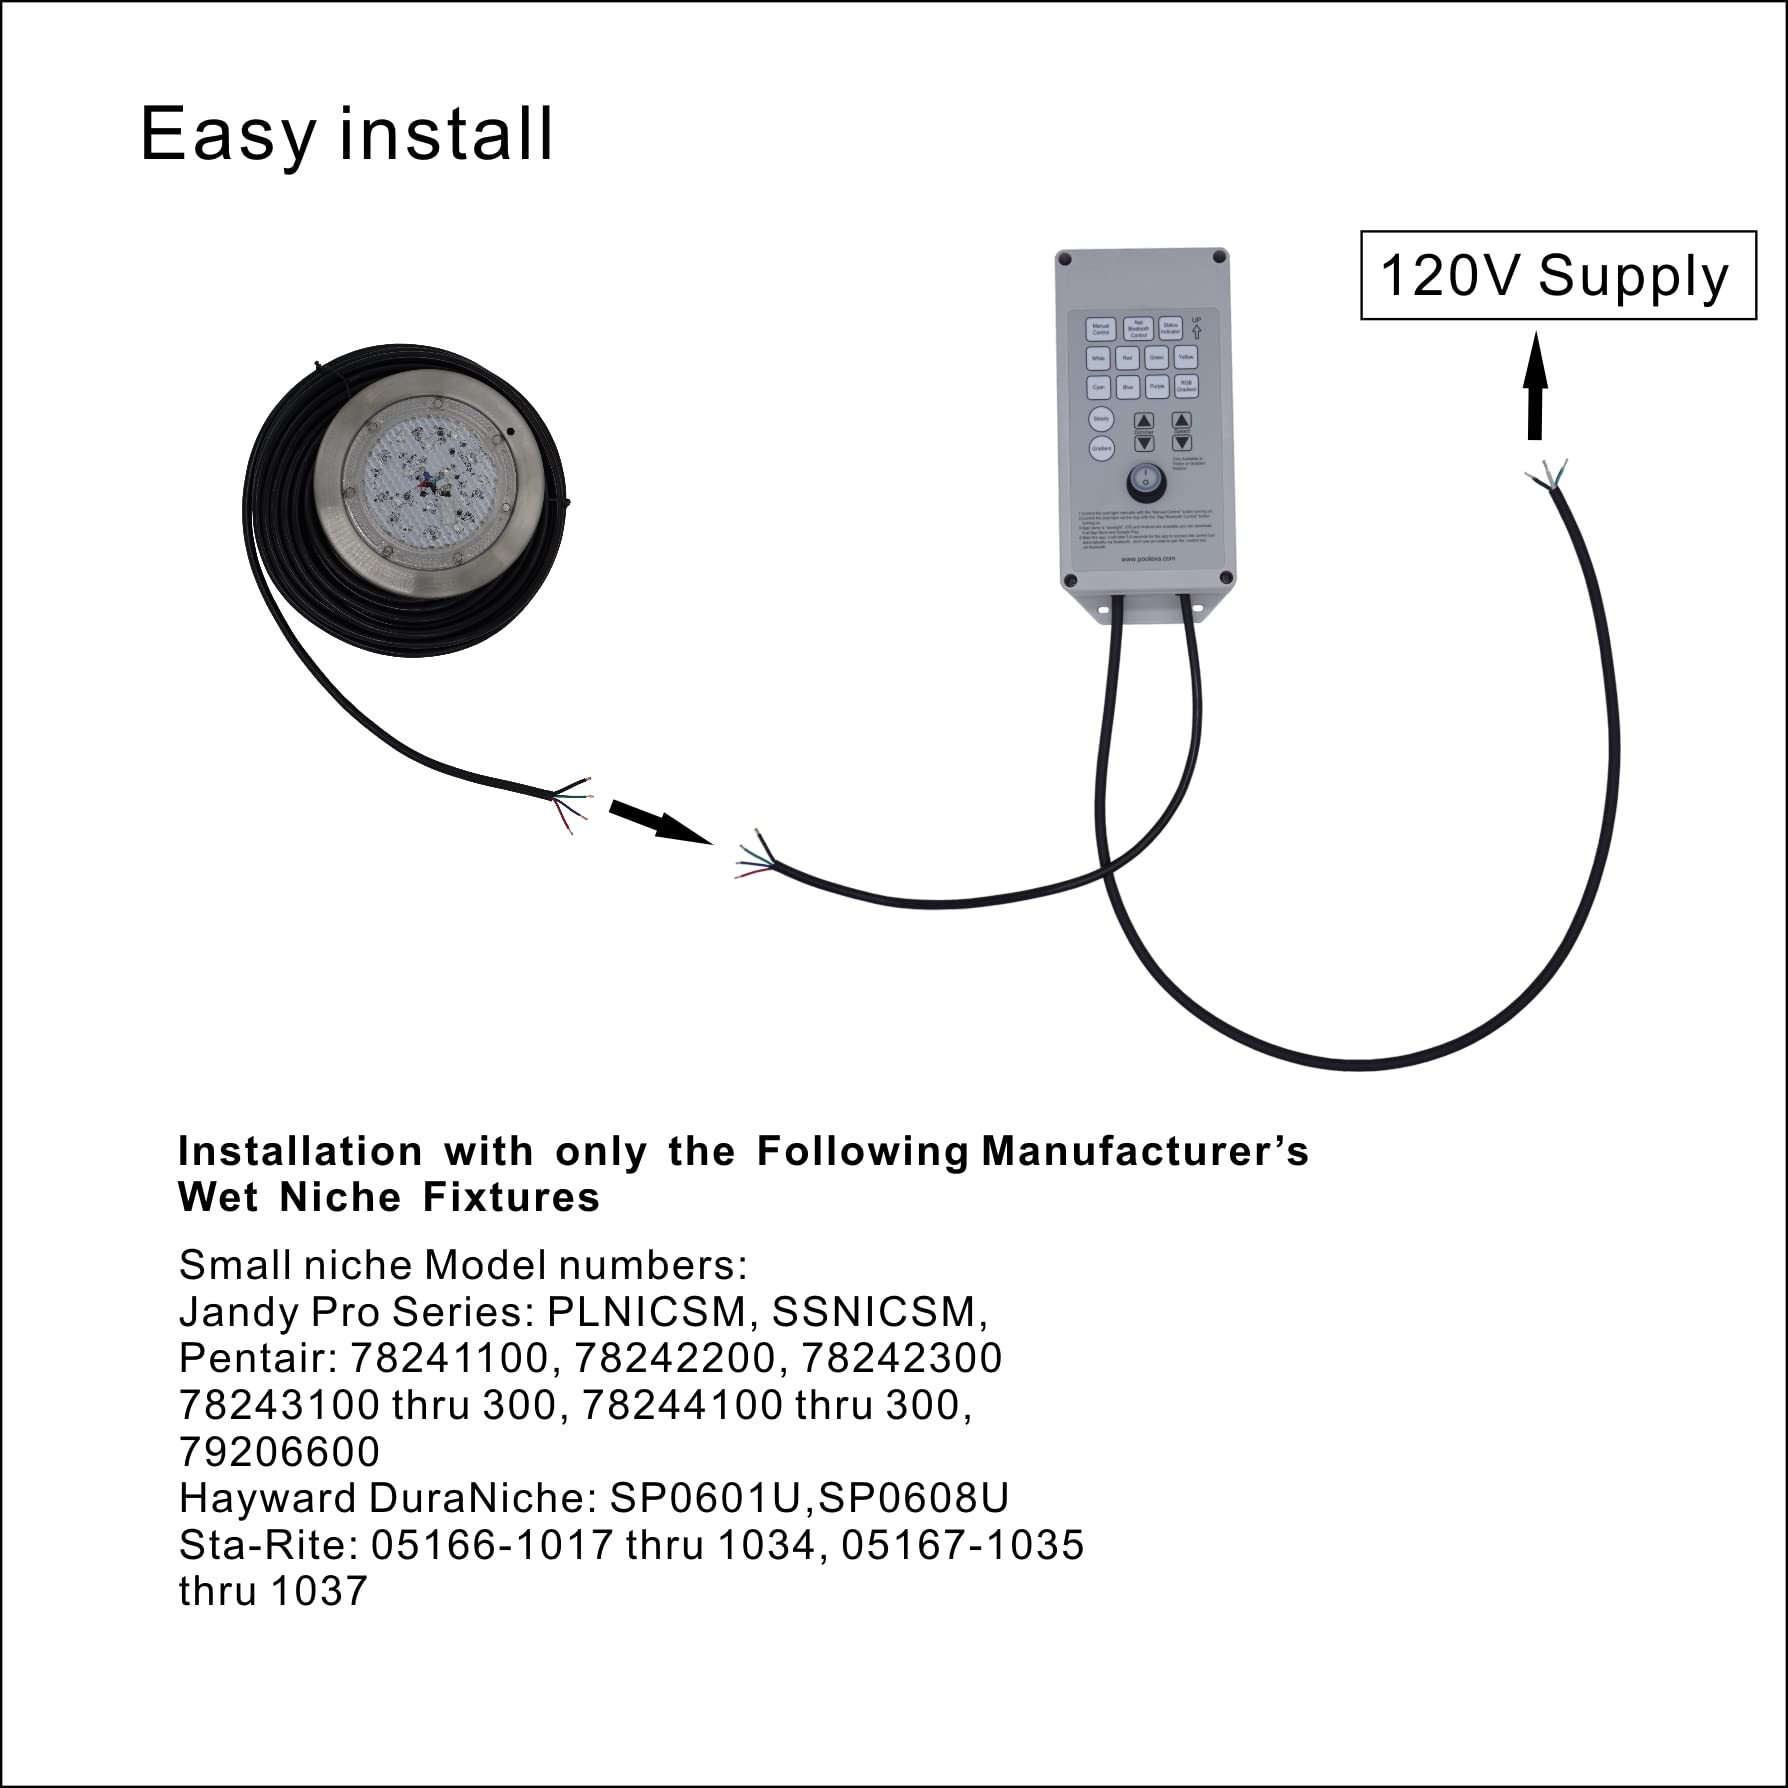 Easy install
120V Supply
Manual Control
App Bluetooth Control
Status Indicator
UP
White
Red
Green
Yellow
Cyan
Blue
Purple
RGB Gradient
Steady
Dimmer
Speed
Gradient
www.poolexa.com
Installation with only the Following Manufacturer’s
Wet Niche Fixtures
Small niche Model numbers:
Jandy Pro Series: PLNICSM, SSNICSM,
Pentair: 78241100, 78242200, 78242300
78243100 thru 300, 78244100 thru 300,
79206600
Hayward DuraNiche: SP0601U,SP0608U
Sta-Rite: 05166-1017 thru 1034, 05167-1035
thru 1037